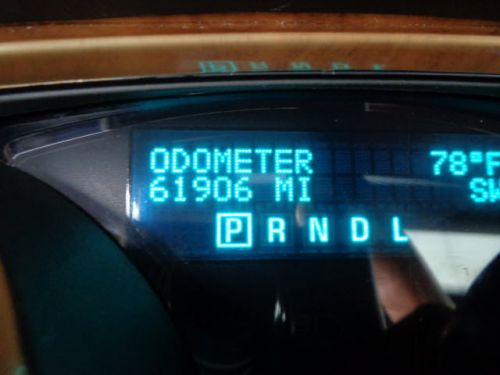 ODOMETER 78°F
61906 MI SW
P R N D L